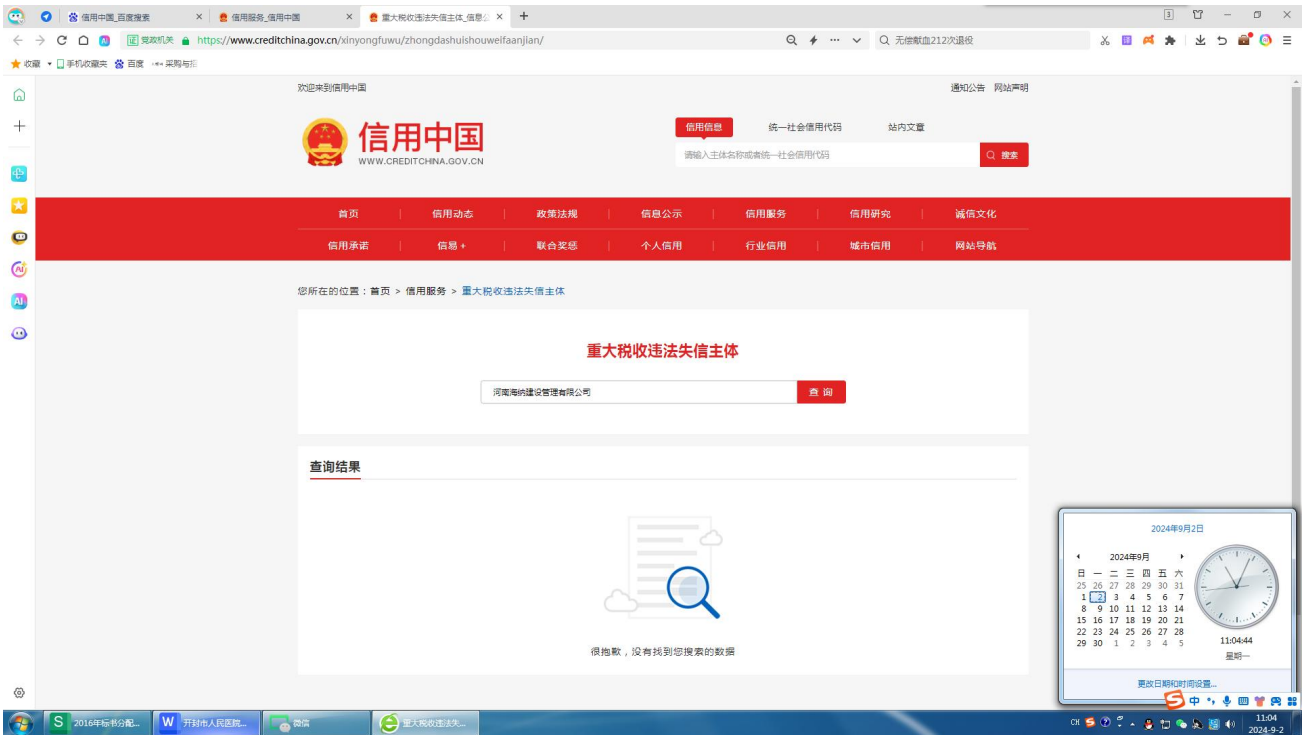 信用中国_百度搜索
信用服务_信用中国
重大税收违法失信主体_信息公
3
证 党政机关 https://www.creditchina.gov.cn/xinyongfuwu/zhongdashuishouweifaanjian/
无偿献血212次退役
收藏 手机收藏夹 百度 采购与招
欢迎来到信用中国
通知公告 网站声明
信用中国
WWW.CREDITCHINA.GOV.CN
信用信息 统一社会信用代码 站内文章
请输入主体名称或者统一社会信用代码
搜索
首页 | 信用动态 | 政策法规 | 信息公示 | 信用服务 | 信用研究 | 诚信文化
信用承诺 | 信易+ | 联合奖惩 | 个人信用 | 行业信用 | 城市信用 | 网站导航
您所在的位置：首页 > 信用服务 > 重大税收违法失信主体
重大税收违法失信主体
河南海纳建设管理有限公司
查询
查询结果
很抱歉，没有找到您搜索的数据
2024年9月2日
2024年9月
日 一 二 三 四 五 六
25 26 27 28 29 30 31
1 2 3 4 5 6 7
8 9 10 11 12 13 14
15 16 17 18 19 20 21
22 23 24 25 26 27 28
29 30 1 2 3 4 5
11:04:44
星期一
更改日期和时间设置...
中
S 2016年标书分配...
W 开封市人民医院...
微信
重大税收违法失...
CH
11:04
2024-9-2